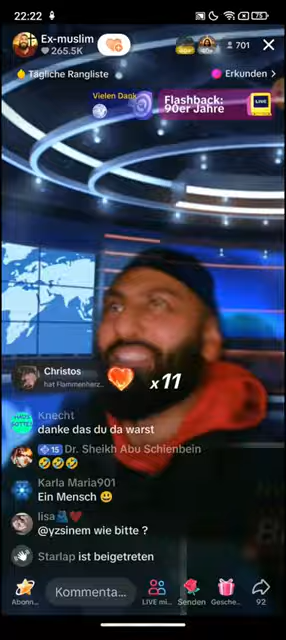 22:22
75
Ex-muslim
265.5K
701
Tägliche Rangliste
Erkunden >
Vielen Dank
Flashback:
90er Jahre
LIVE
Christos
hat Flammenherz..
x11
Knecht
danke das du da warst
15 Dr. Sheikh Abu Schienbein
🤣🤣🤣
Karla Maria901
Ein Mensch 😃
lisa🫂❤️
@yzsinem wie bitte ?
Starlap ist beigetreten
Kommenta...
Abonn...
LIVE mi...
Senden
Gesche...
92